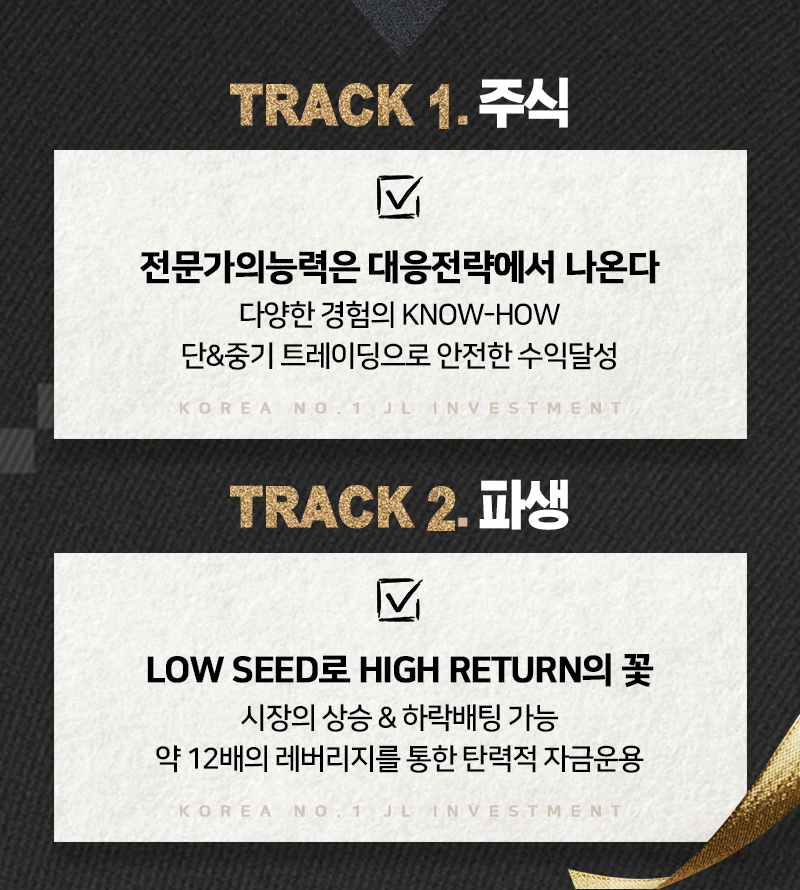 TRACK 1. 주식
전문가의능력은 대응전략에서 나온다
다양한 경험의 KNOW-HOW
단&중기 트레이딩으로 안전한 수익달성
KOREA NO.1 JL INVESTMENT
TRACK 2. 파생
LOW SEED로 HIGH RETURN의 꽃
시장의 상승 & 하락배팅 가능
약 12배의 레버리지를 통한 탄력적 자금운용
KOREA NO.1 JL INVESTMENT